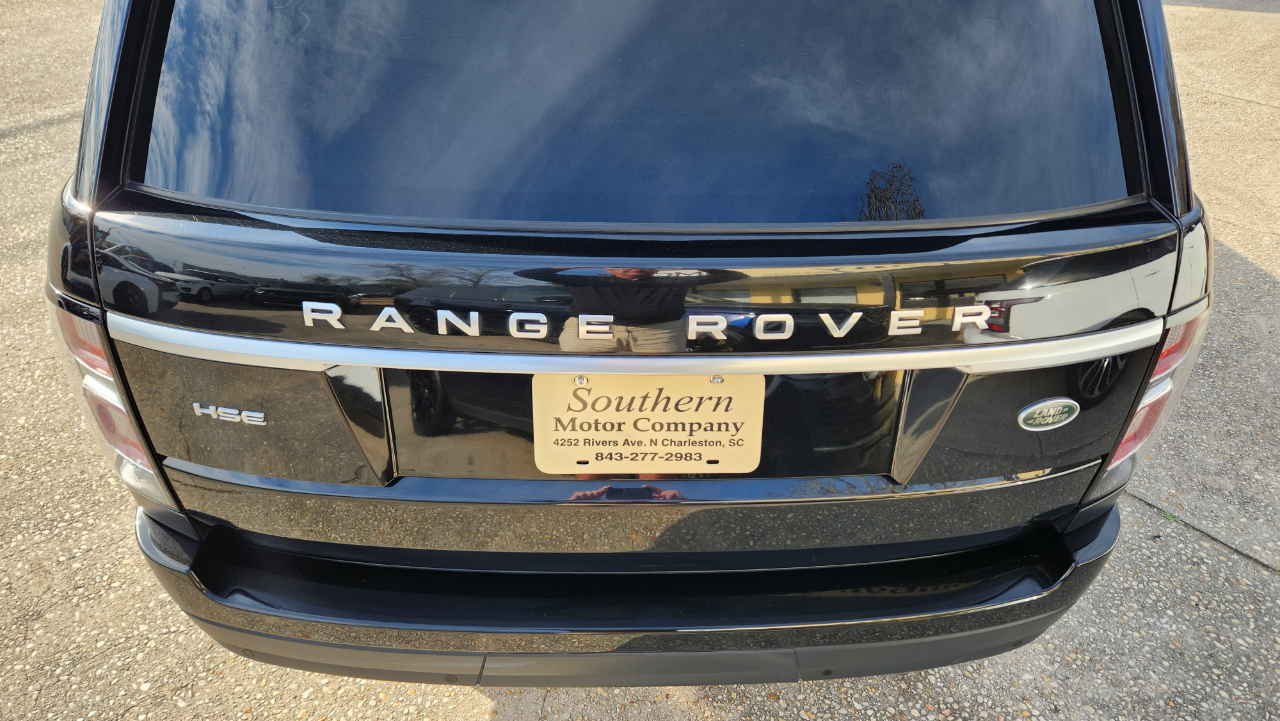 RANGE ROVER
HSE
Southern
Motor Company
4252 Rivers Ave. N Charleston, SC
843-277-2983
LAND
ROVER